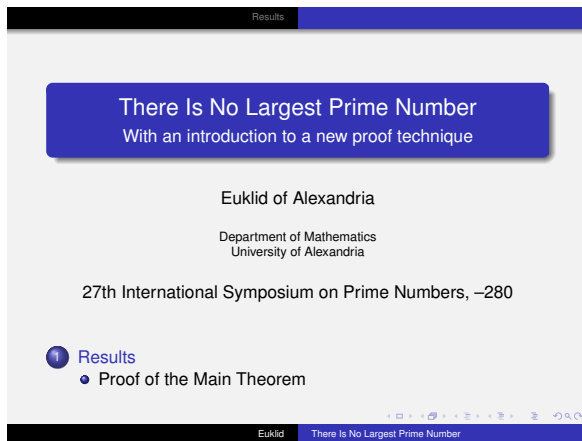 Results
There Is No Largest Prime Number
With an introduction to a new proof technique
Euklid of Alexandria
Department of Mathematics
University of Alexandria
27th International Symposium on Prime Numbers, –280
1 Results
Proof of the Main Theorem
Euklid There Is No Largest Prime Number